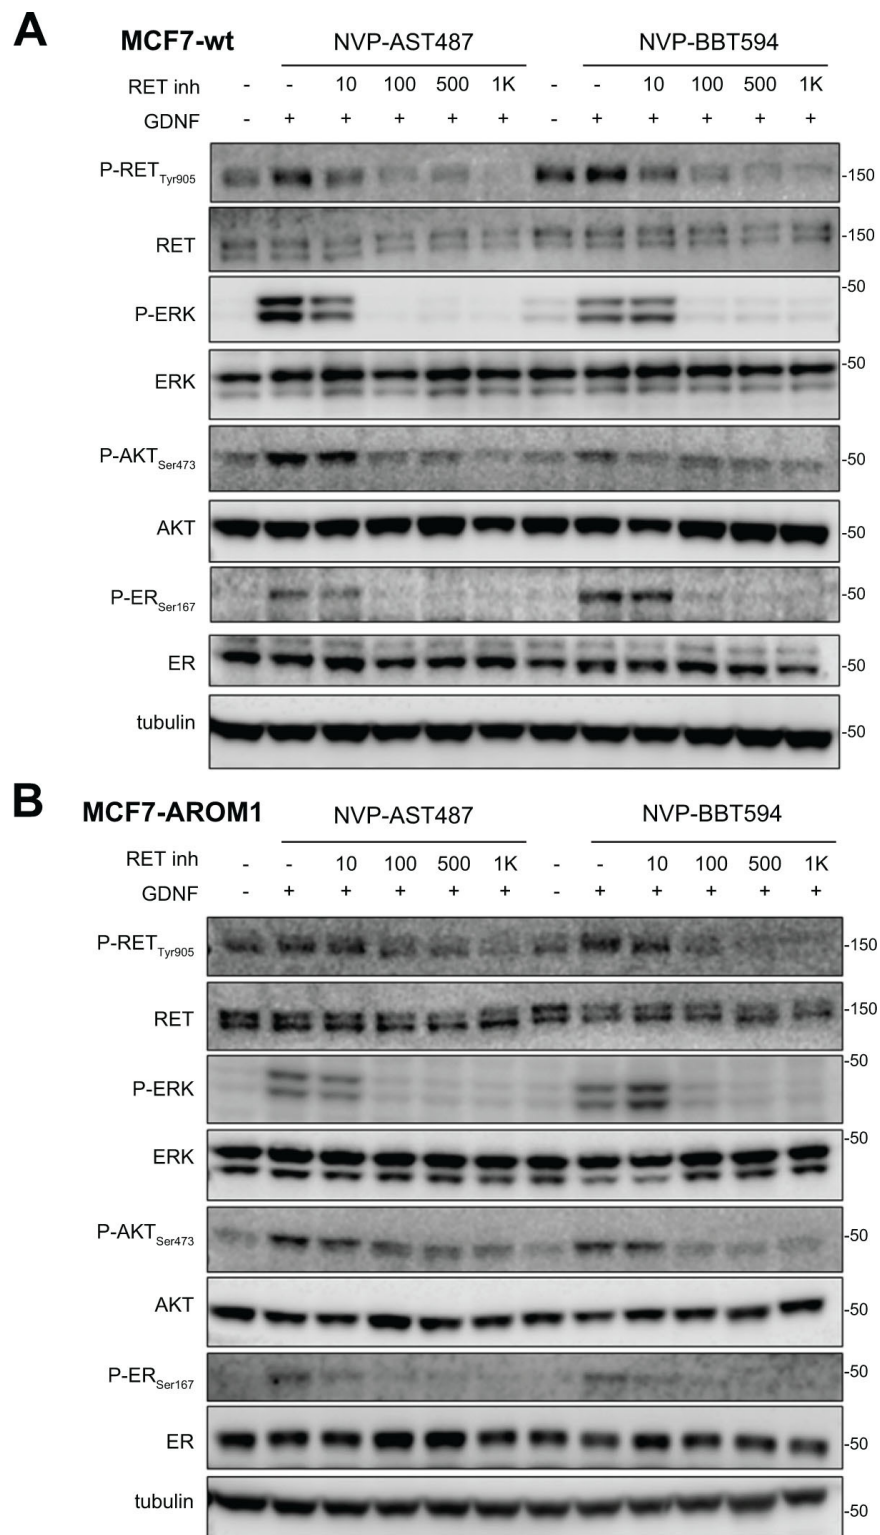 A
MCF7-wt NVP-AST487 NVP-BBT594
RET inh - - 10 100 500 1K - - 10 100 500 1K
GDNF - + + + + + - + + + + +
P-RETTyr905 -150
RET -150
P-ERK -50
ERK -50
P-AKTSer473 -50
AKT -50
P-ERSer167 -50
ER -50
tubulin -50
B
MCF7-AROM1 NVP-AST487 NVP-BBT594
RET inh - - 10 100 500 1K - - 10 100 500 1K
GDNF - + + + + + - + + + + +
P-RETTyr905 -150
RET -150
P-ERK -50
ERK -50
P-AKTSer473 -50
AKT -50
P-ERSer167 -50
ER -50
tubulin -50